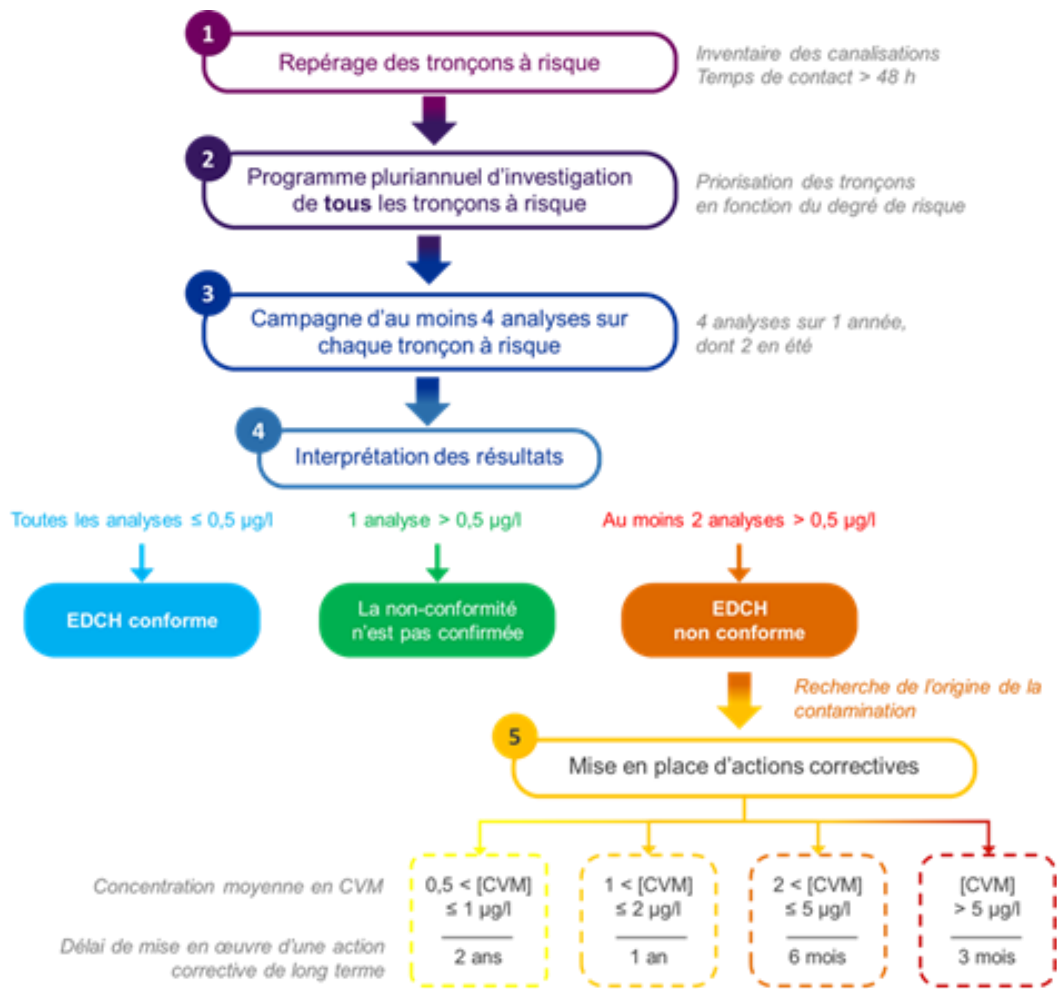 1
Repérage des tronçons à risque
Inventaire des canalisations
Temps de contact > 48 h
2
Programme pluriannuel d'investigation
de tous les tronçons à risque
Priorisation des tronçons
en fonction du degré de risque
3
Campagne d'au moins 4 analyses sur
chaque tronçon à risque
4 analyses sur 1 année,
dont 2 en été
4
Interprétation des résultats
Toutes les analyses ≤ 0,5 µg/l
1 analyse > 0,5 µg/l
Au moins 2 analyses > 0,5 µg/l
EDCH conforme
La non-conformité
n'est pas confirmée
EDCH
non conforme
Recherche de l'origine de la
contamination
5
Mise en place d'actions correctives
Concentration moyenne en CVM
0,5 < [CVM]
≤ 1 µg/l
1 < [CVM]
≤ 2 µg/l
2 < [CVM]
≤ 5 µg/l
[CVM]
> 5 µg/l
Délai de mise en œuvre d'une action
corrective de long terme
2 ans
1 an
6 mois
3 mois